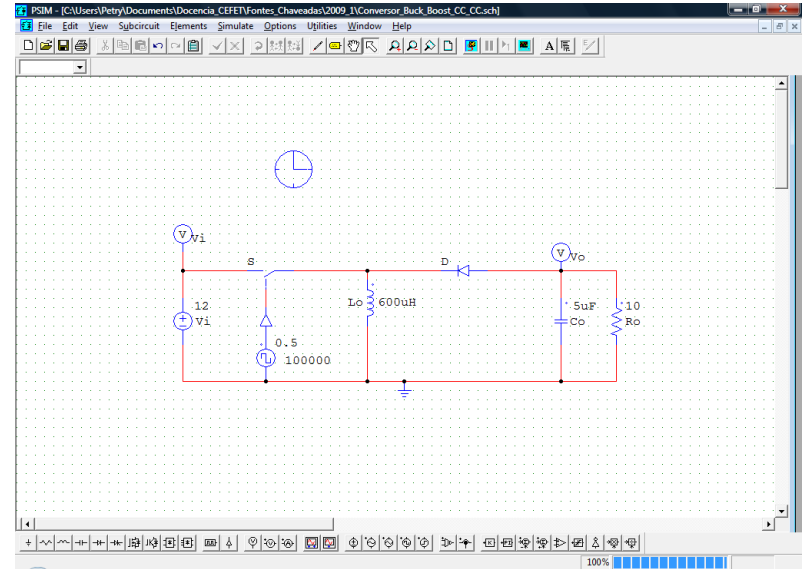 PSIM - [C:\Users\Petry\Documents\Docencia_CEFET\Fontes_Chaveadas\2009_1\Conversor_Buck_Boost_CC_CC.sch]
File Edit View Subcircuit Elements Simulate Options Utilities Window Help
V Vi
S
D
V Vo
12
Vi
Lo 600uH
5uF
Co
10
Ro
0.5
100000
100%